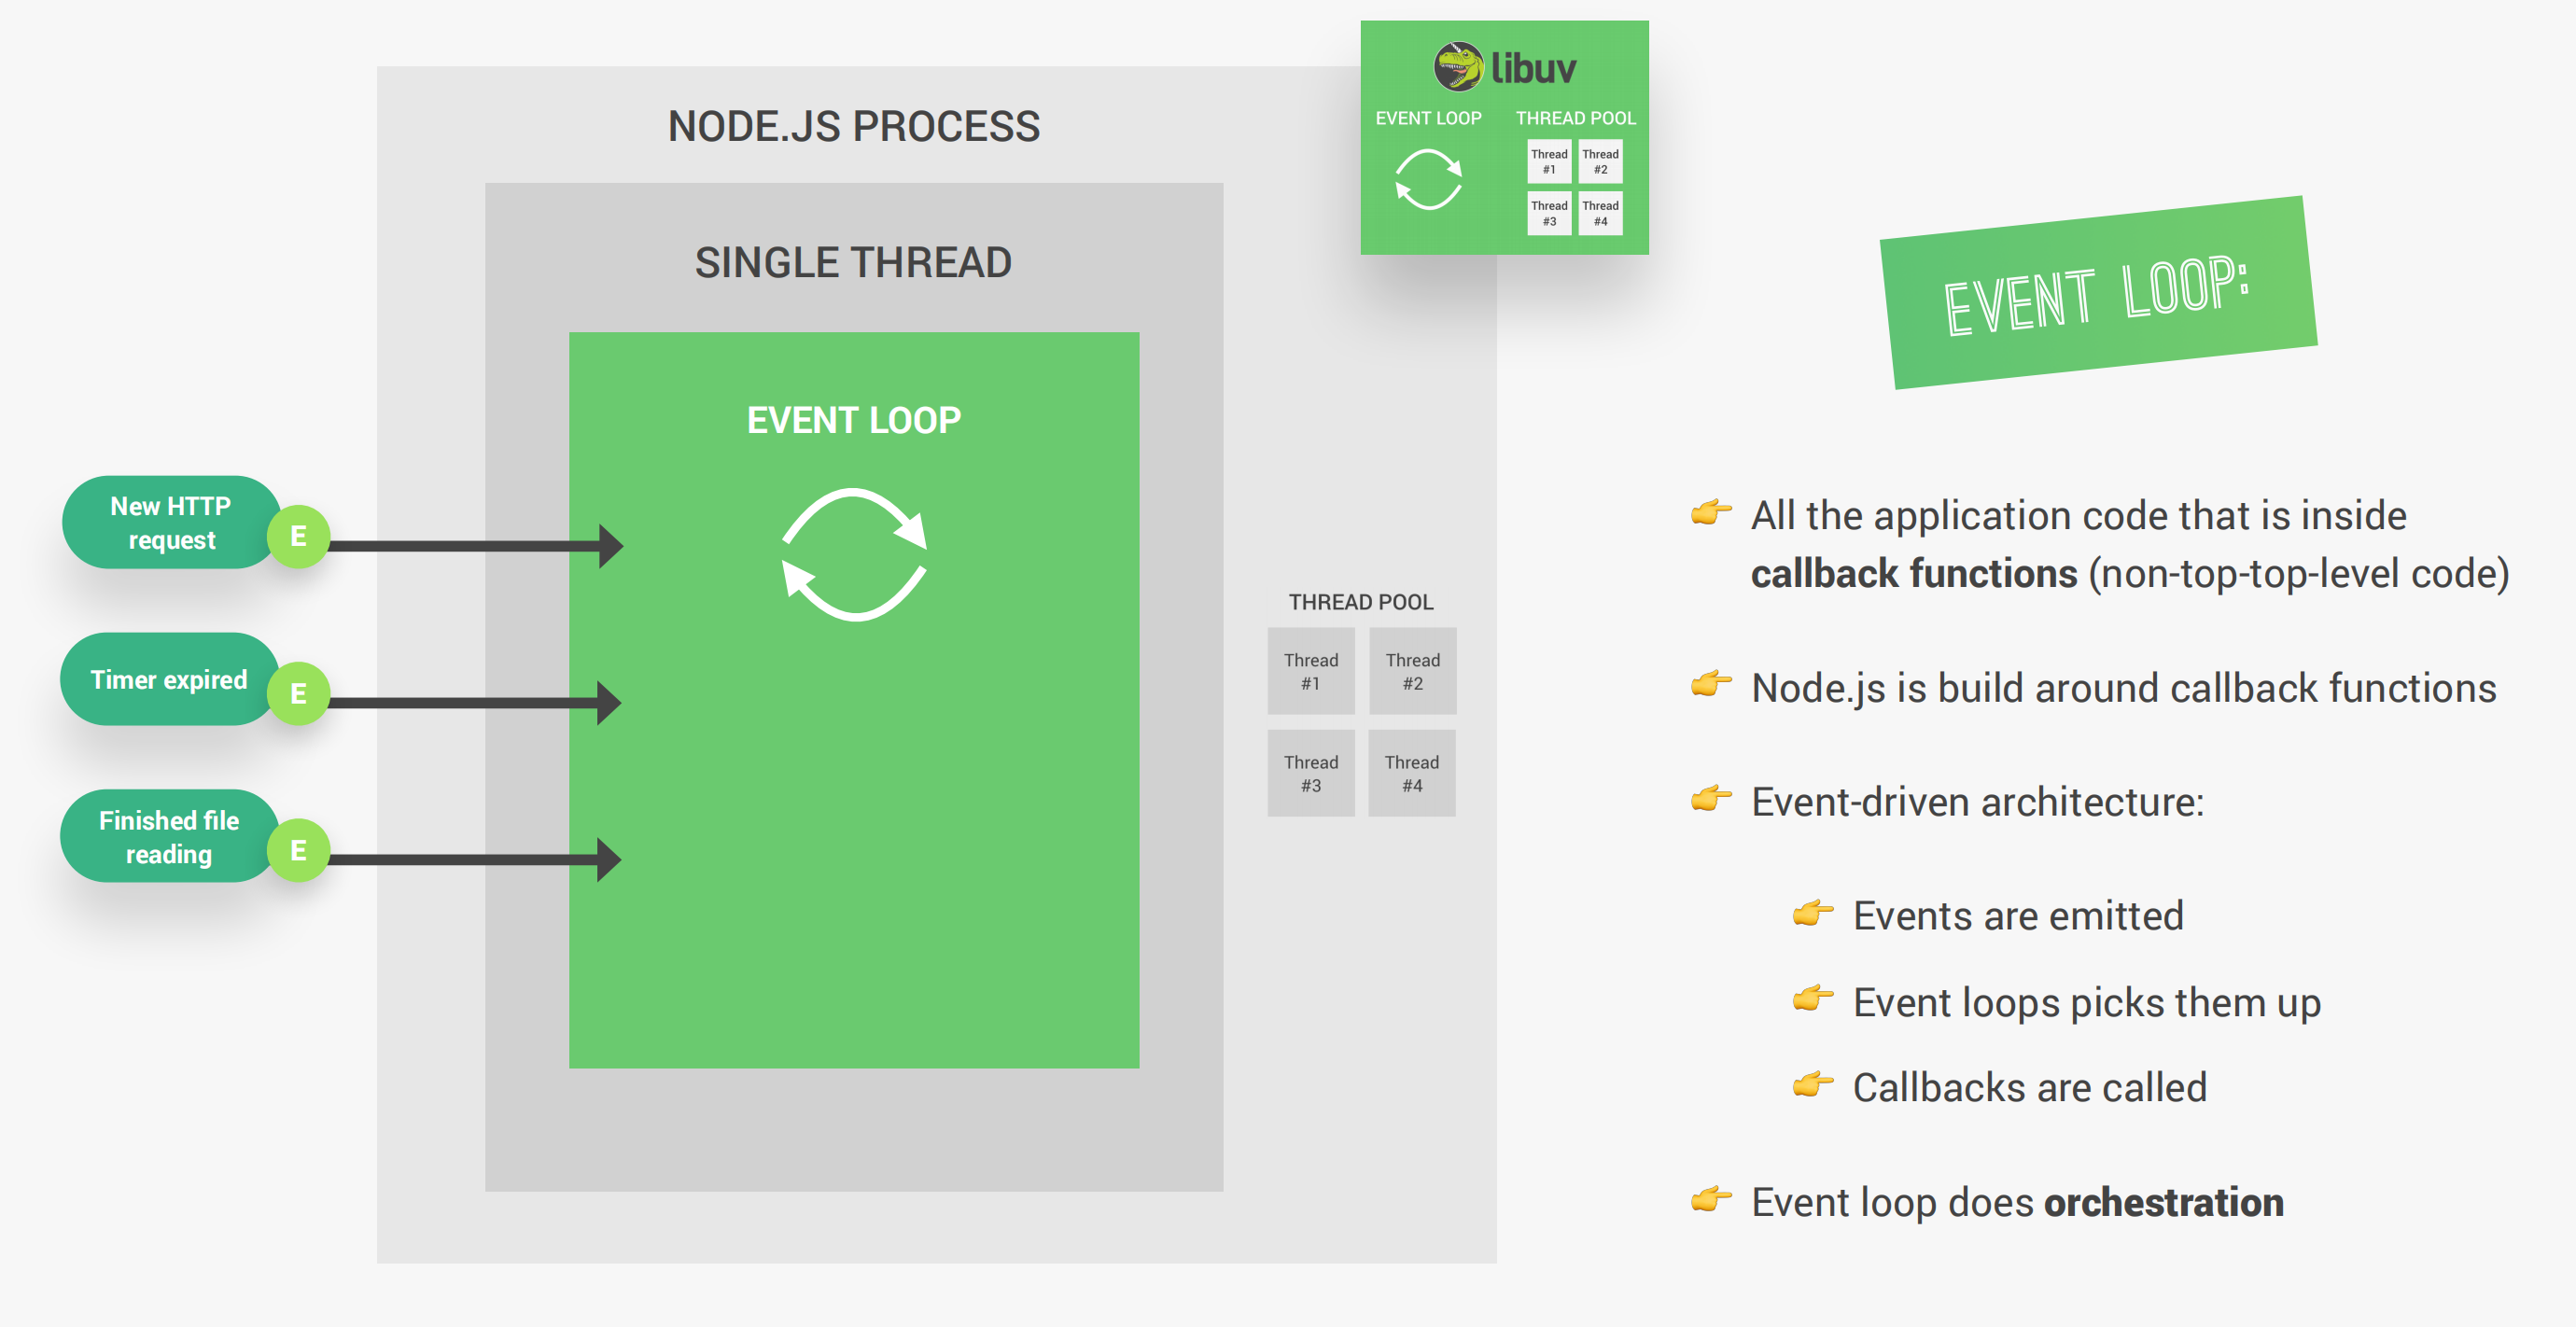 NODE.JS PROCESS
SINGLE THREAD
EVENT LOOP
New HTTP
request
E
Timer expired
E
Finished file
reading
E
THREAD POOL
Thread
#1
Thread
#2
Thread
#3
Thread
#4
libuv
EVENT LOOP
THREAD POOL
Thread
#1
Thread
#2
Thread
#3
Thread
#4
EVENT LOOP:
All the application code that is inside
callback functions (non-top-top-level code)
Node.js is build around callback functions
Event-driven architecture:
Events are emitted
Event loops picks them up
Callbacks are called
Event loop does orchestration